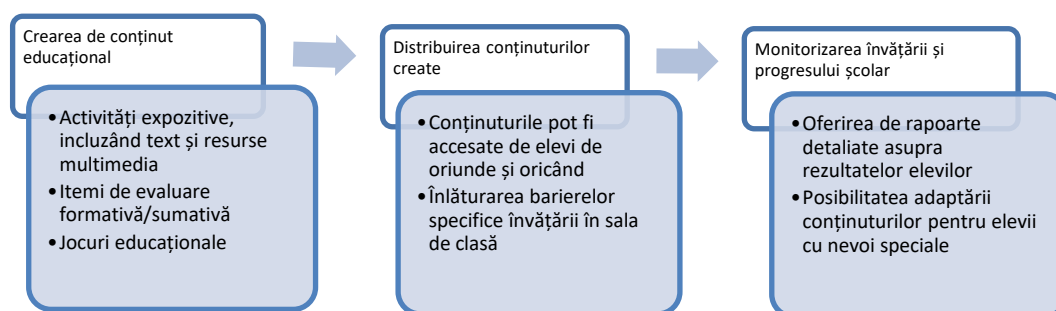 Crearea de conținut
educațional
• Activități expozitive,
incluzând text și resurse
multimedia
• Itemi de evaluare
formativă/sumativă
• Jocuri educaționale
Distribuirea conținuturilor
create
• Conținuturile pot fi
accesate de elevi de
oriunde și oricând
• Înlăturarea barierelor
specifice învățării în sala
de clasă
Monitorizarea învățării și
progresului școlar
• Oferirea de rapoarte
detaliate asupra
rezultatelor elevilor
• Posibilitatea adaptării
conținuturilor pentru elevii
cu nevoi speciale